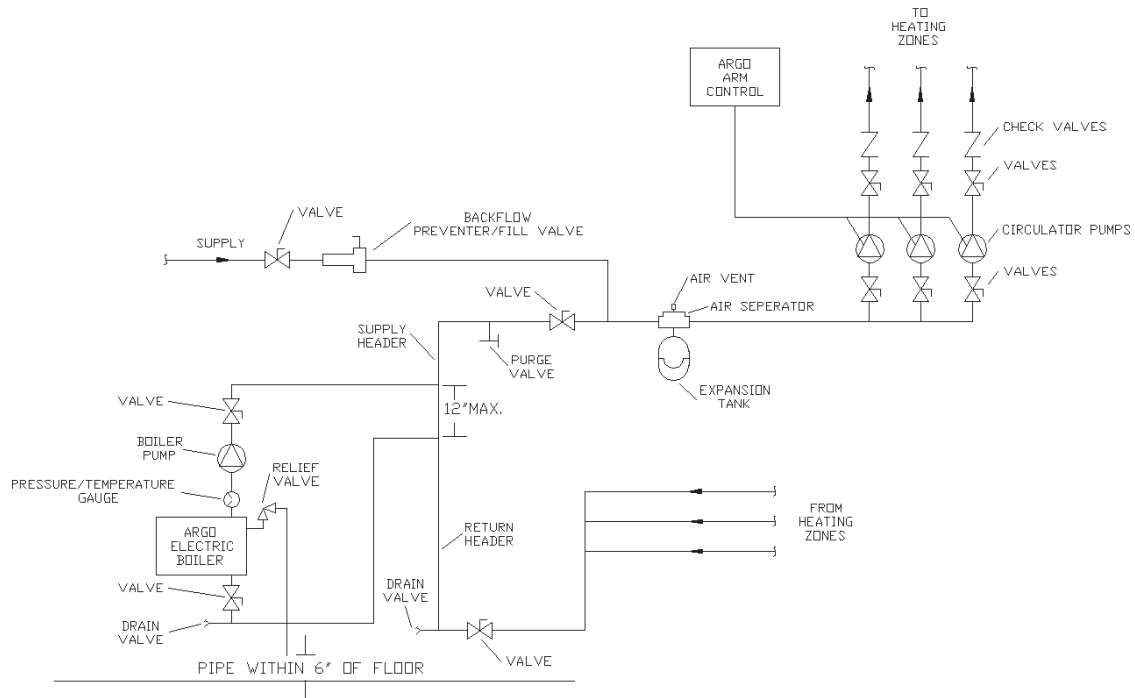 TO
HEATING
ZONES
ARGO
ARM
CONTROL
CHECK VALVES
VALVES
VALVE
BACKFLOW
PREVENTER/FILL VALVE
SUPPLY
CIRCULATOR PUMPS
AIR VENT
VALVE
VALVES
AIR SEPERATOR
SUPPLY
HEADER
PURGE
VALVE
EXPANSION
TANK
VALVE
12"MAX.
BOILER
PUMP
RELIEF
VALVE
PRESSURE/TEMPERATURE
GAUGE
FROM
HEATING
ZONES
ARGO
ELECTRIC
BOILER
RETURN
HEADER
VALVE
DRAIN
VALVE
DRAIN
VALVE
VALVE
PIPE WITHIN 6" OF FLOOR